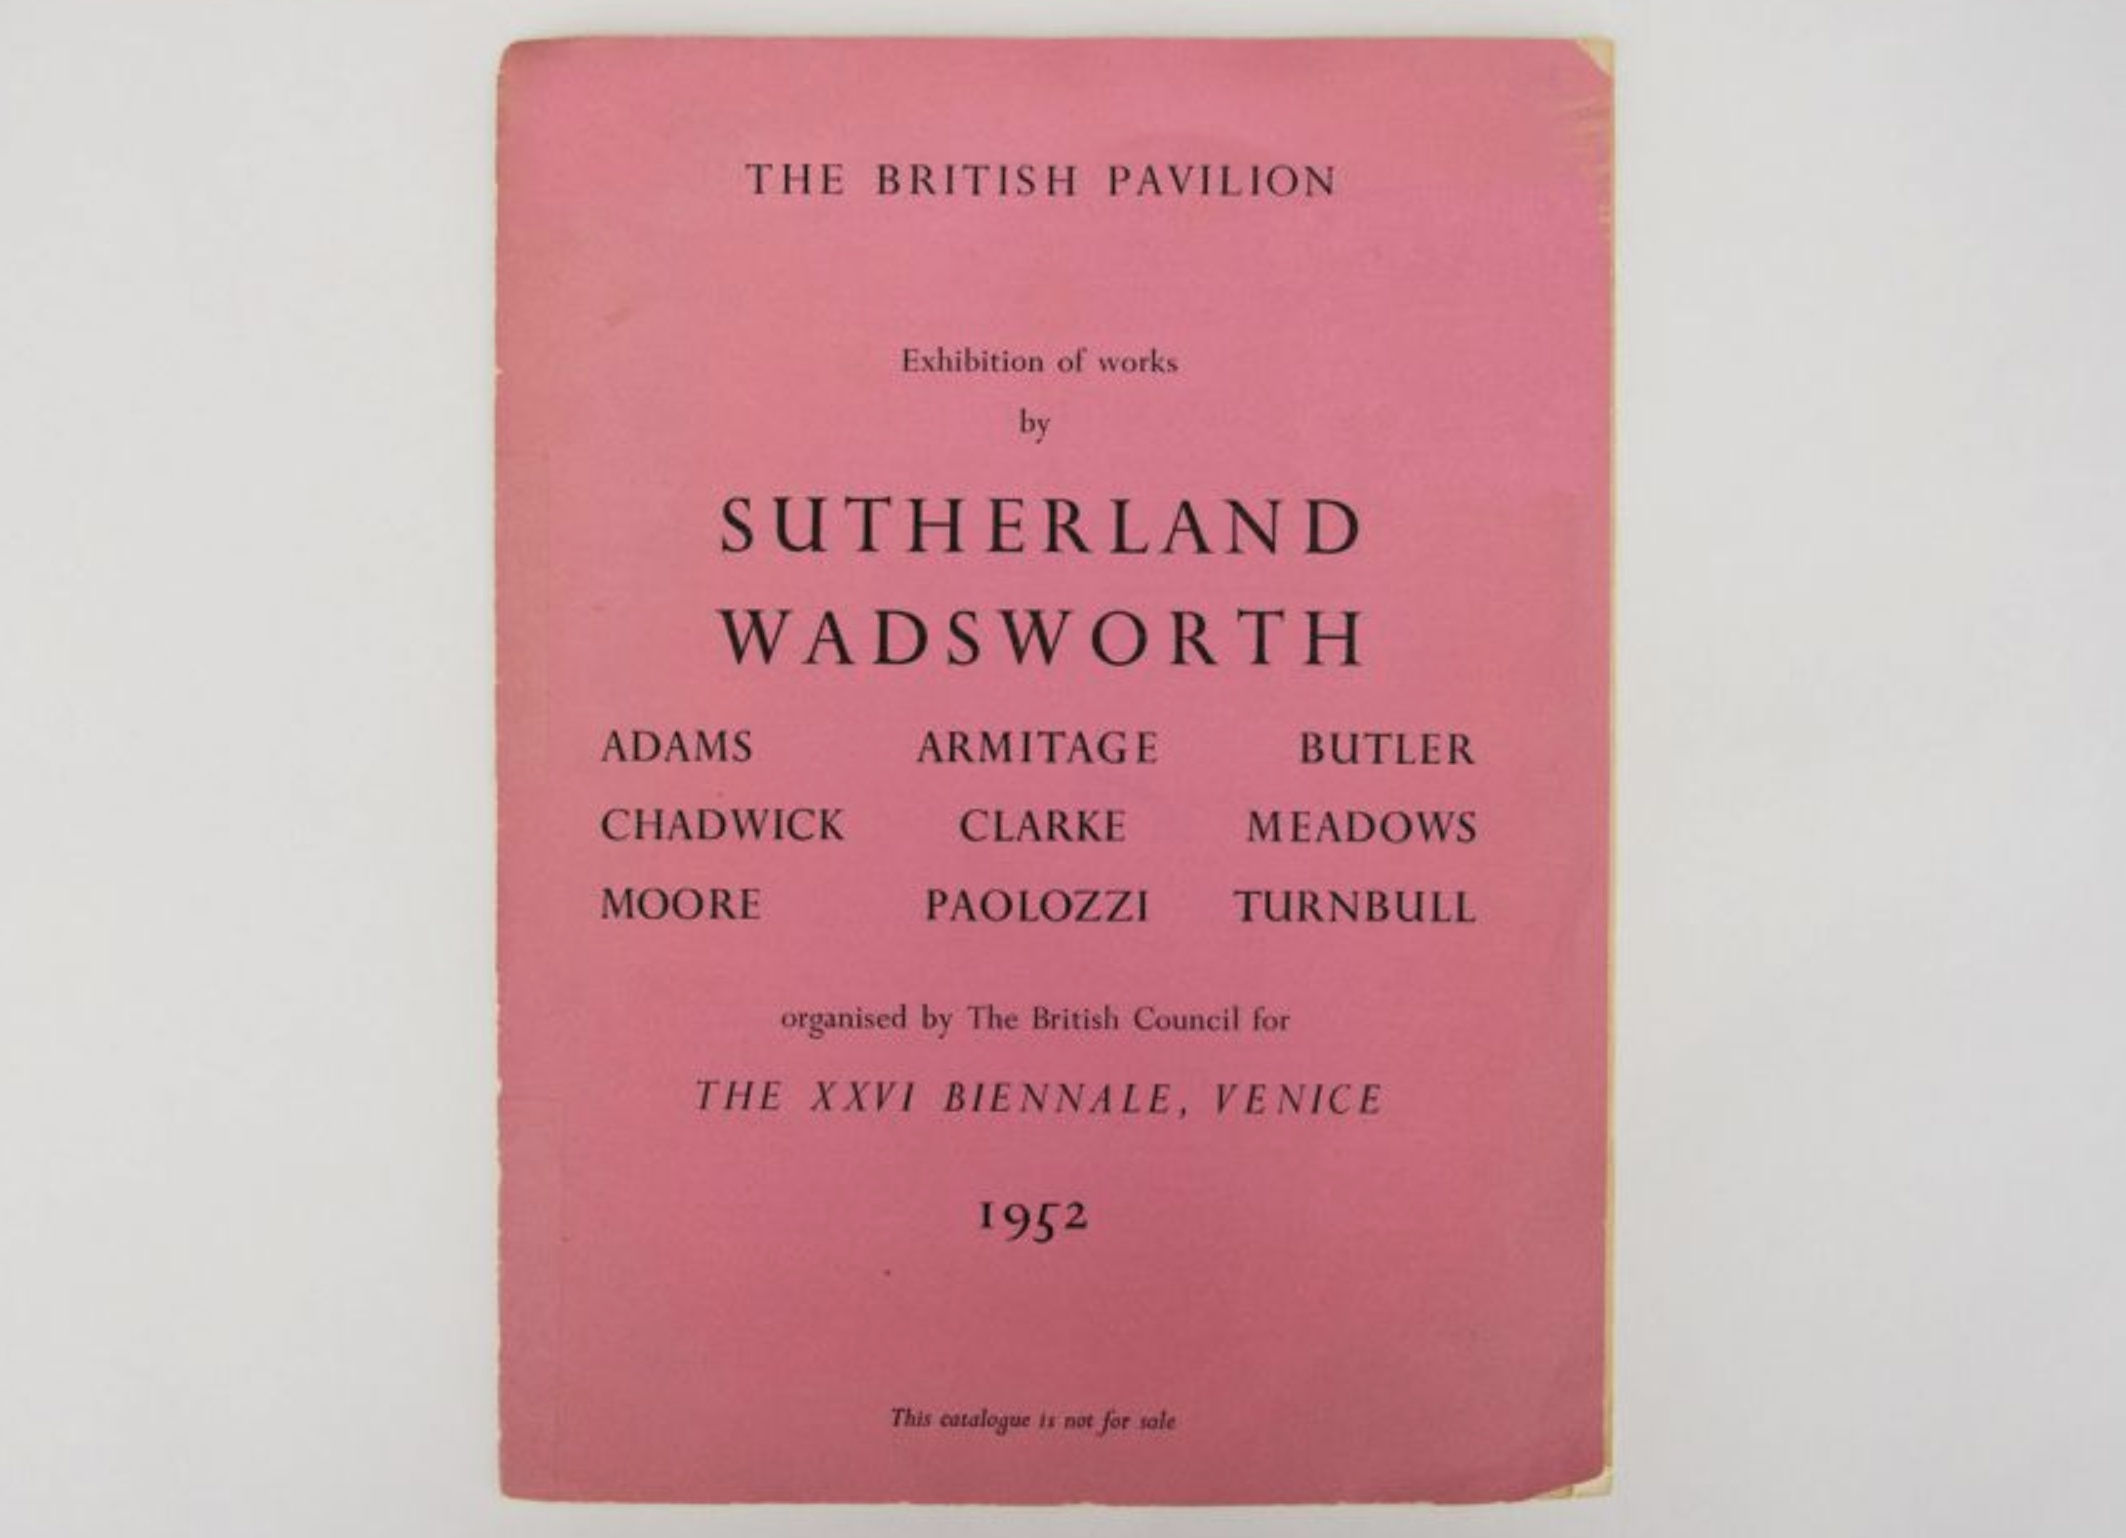 THE BRITISH PAVILION
Exhibition of works
by
SUTHERLAND
WADSWORTH
ADAMS ARMITAGE BUTLER
CHADWICK CLARKE MEADOWS
MOORE PAOLOZZI TURNBULL
organised by The British Council for
THE XXVI BIENNALE, VENICE
1952
This catalogue is not for sale